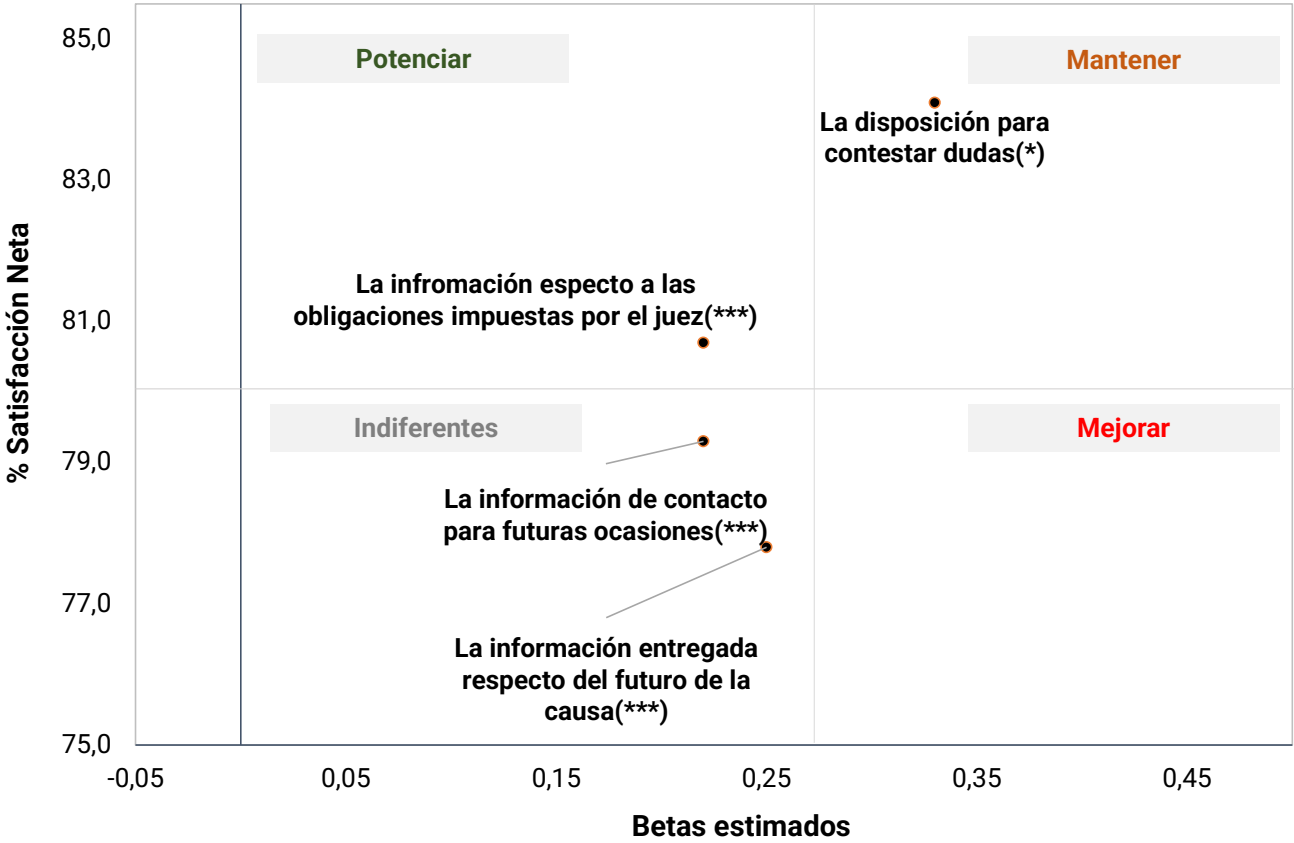 85,0
Potenciar
Mantener
La disposición para
contestar dudas(*)
83,0
% Satisfacción Neta
La infromación especto a las
obligaciones impuestas por el juez(***)
81,0
Indiferentes
Mejorar
79,0
La información de contacto
para futuras ocasiones(***)
77,0
La información entregada
respecto del futuro de la
causa(***)
75,0
-0,05
0,05
0,15
0,25
0,35
0,45
Betas estimados